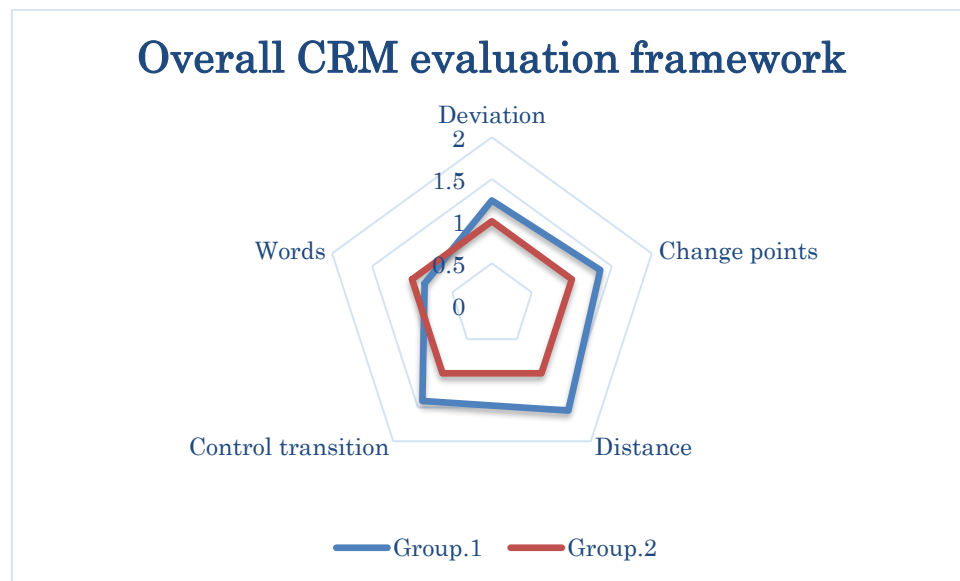 Overall CRM evaluation framework
Deviation
2
1.5
1
0.5
0
Words
Change points
Control transition
Distance
Group.1
Group.2